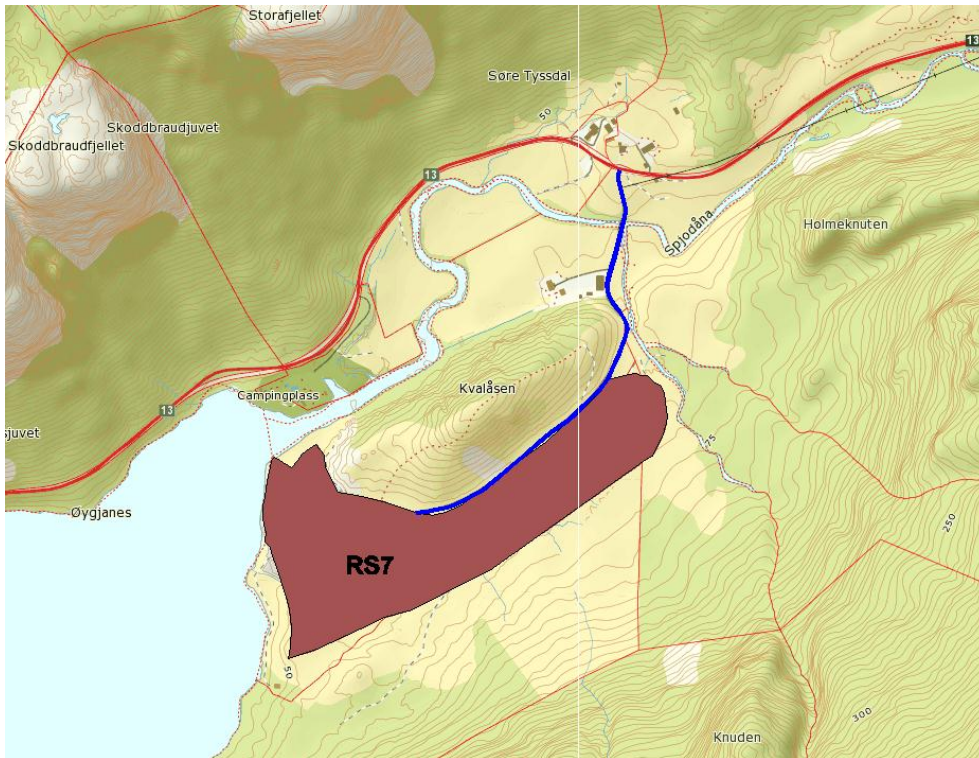 Storafjellet
13
Søre Tyssdal
50
Skoddbraudjuvet
Skoddbraudfjellet
13
Spjodåna
Holmeknuten
Kvalåsen
Campingplass
13
sjuvet
75
Øygjanes
250
RS7
50
300
Knuden